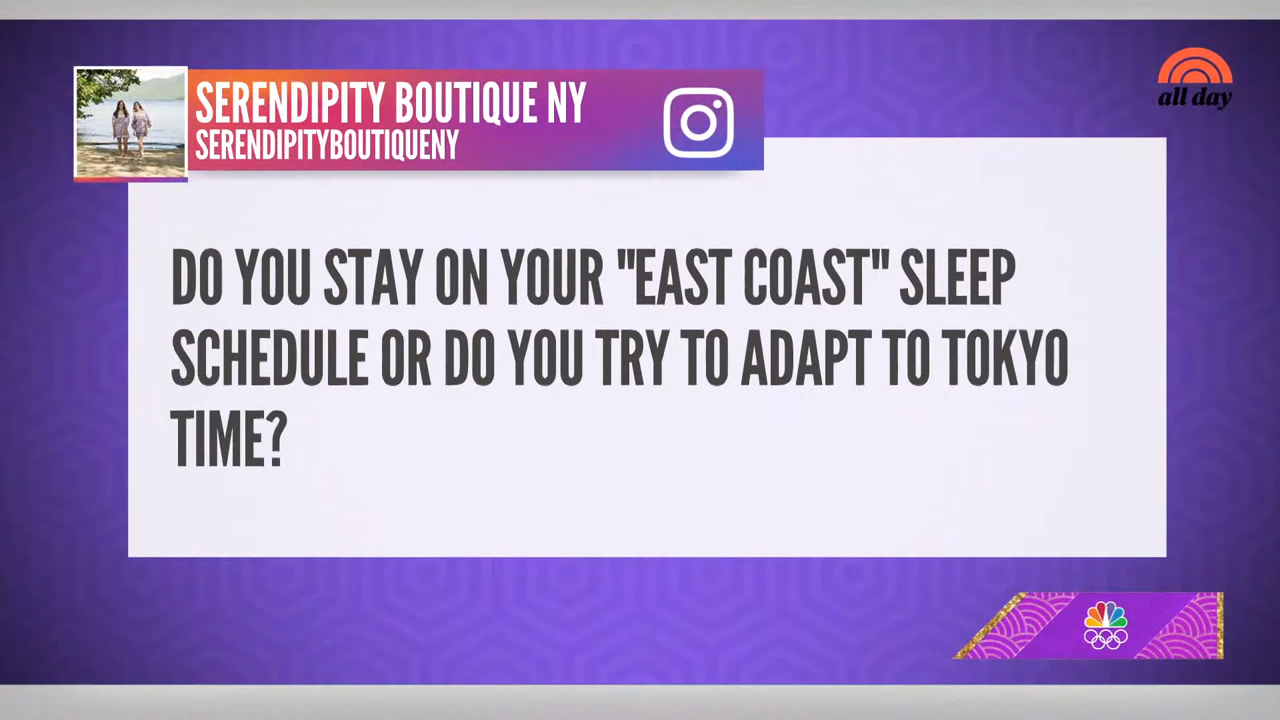 SERENDIPITY BOUTIQUE NY
SERENDIPITYBOUTIQUENY
all day
DO YOU STAY ON YOUR "EAST COAST" SLEEP
SCHEDULE OR DO YOU TRY TO ADAPT TO TOKYO
TIME?